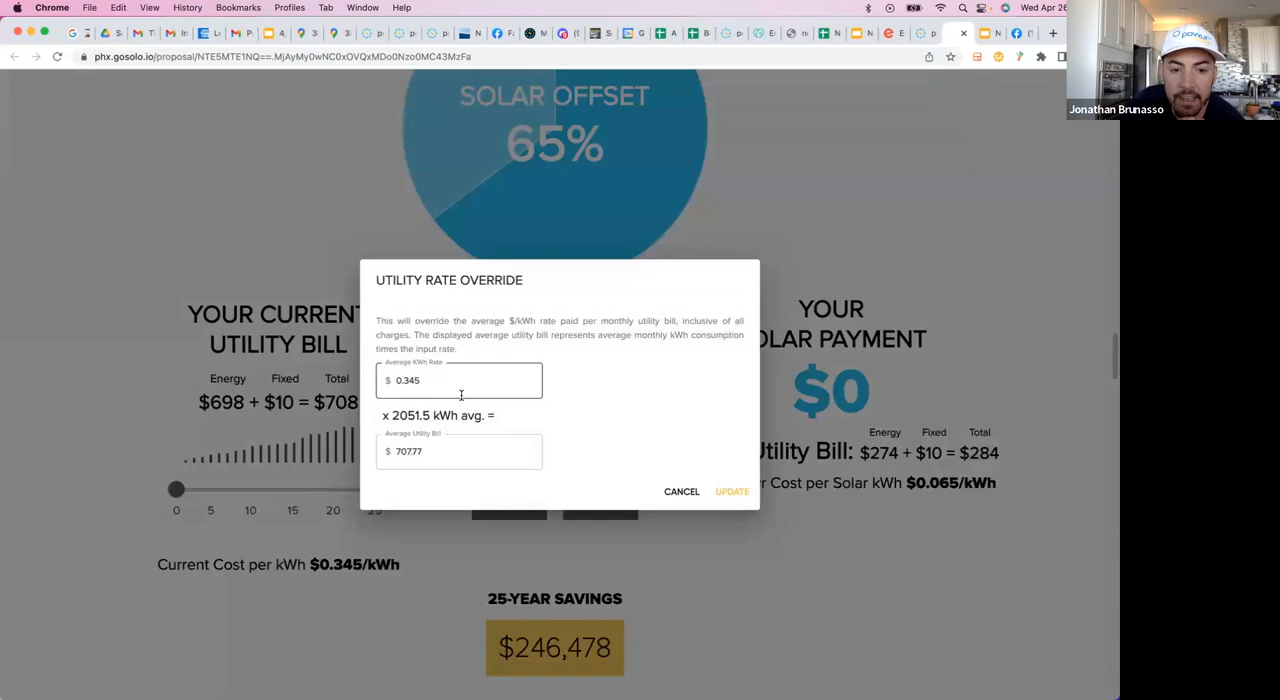 Chrome File Edit View History Bookmarks Profiles Tab Window Help Wed Apr 26
phx.gosolo.io/proposal/NTE5MTE1NQ==.MjAyMy0wNC0xOVQxMDo0Nzo0MC43MzFa
powur
Jonathan Brunasso
SOLAR OFFSET
65%
UTILITY RATE OVERRIDE
This will override the average $/kWh rate paid per monthly utility bill, inclusive of all
charges. The displayed average utility bill represents average monthly kWh consumption
times the input rate.
Average KWh Rate
$ 0.345
x 2051.5 kWh avg. =
Average Utility Bill
$ 707.77
CANCEL UPDATE
YOUR CURRENT
UTILITY BILL
Energy Fixed Total
$698 + $10 = $708
0 5 10 15 20 25
Current Cost per kWh $0.345/kWh
YOUR
OLAR PAYMENT
$0
Energy Fixed Total
Utility Bill: $274 + $10 = $284
r Cost per Solar kWh $0.065/kWh
25-YEAR SAVINGS
$246,478